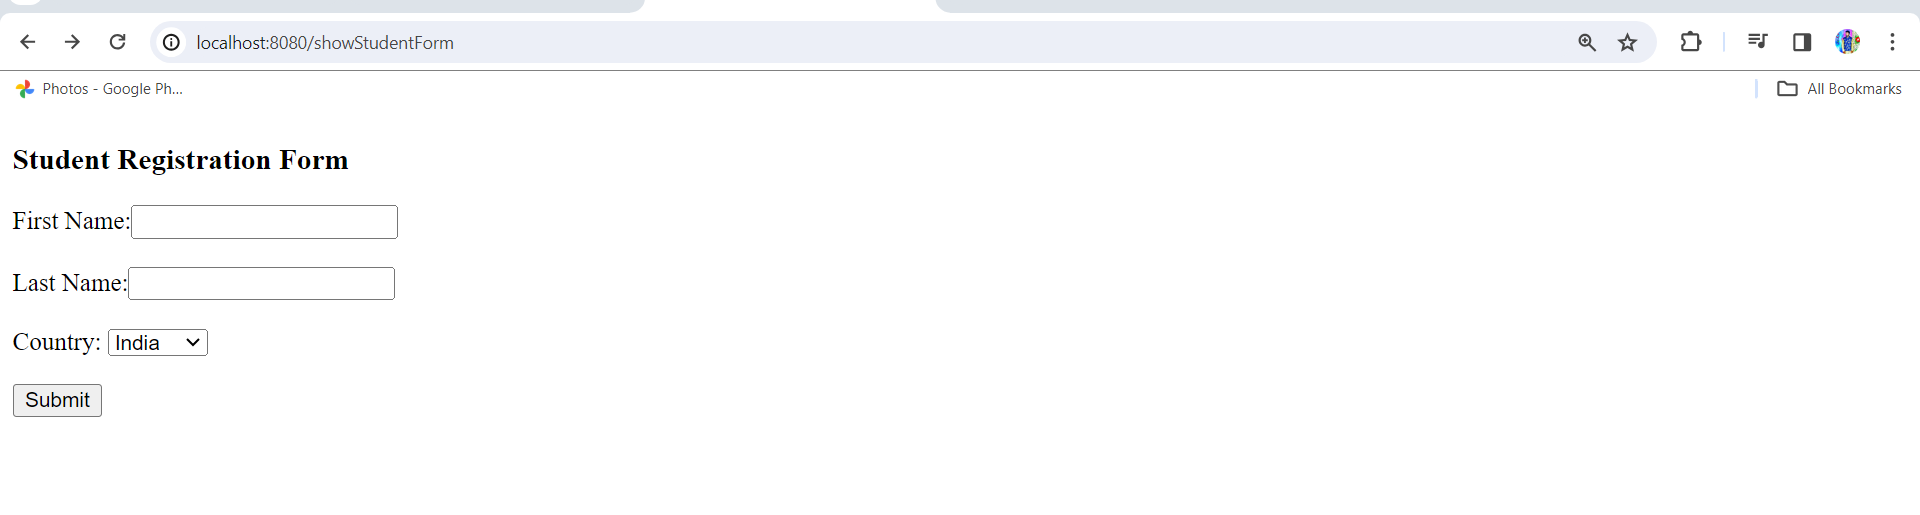 localhost:8080/showStudentForm
Photos - Google Ph...
All Bookmarks
Student Registration Form
First Name:
Last Name:
Country: India
Submit